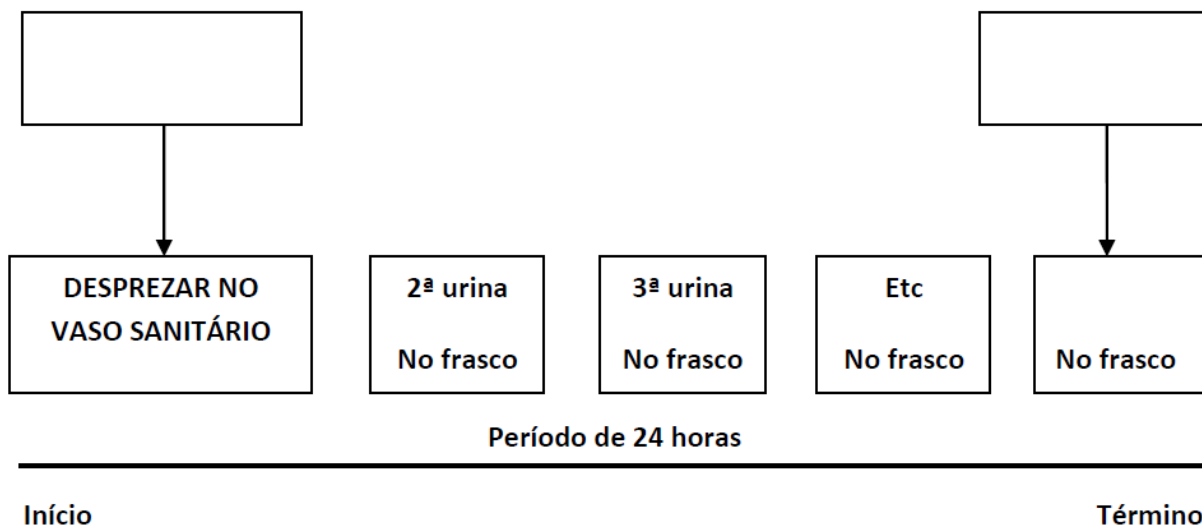 DESPREZAR NO
VASO SANITÁRIO
2ª urina
No frasco
3ª urina
No frasco
Etc
No frasco
No frasco
Período de 24 horas
Início
Término